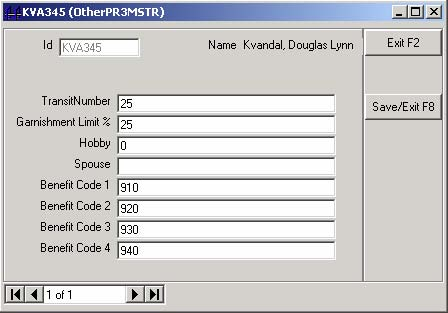 KVA345 (OtherPR3MSTR)
Id KVA345 Name Kvandal, Douglas Lynn Exit F2
TransitNumber 25 Save/Exit F8
Garnishment Limit % 25
Hobby 0
Spouse
Benefit Code 1 910
Benefit Code 2 920
Benefit Code 3 930
Benefit Code 4 940
1 of 1